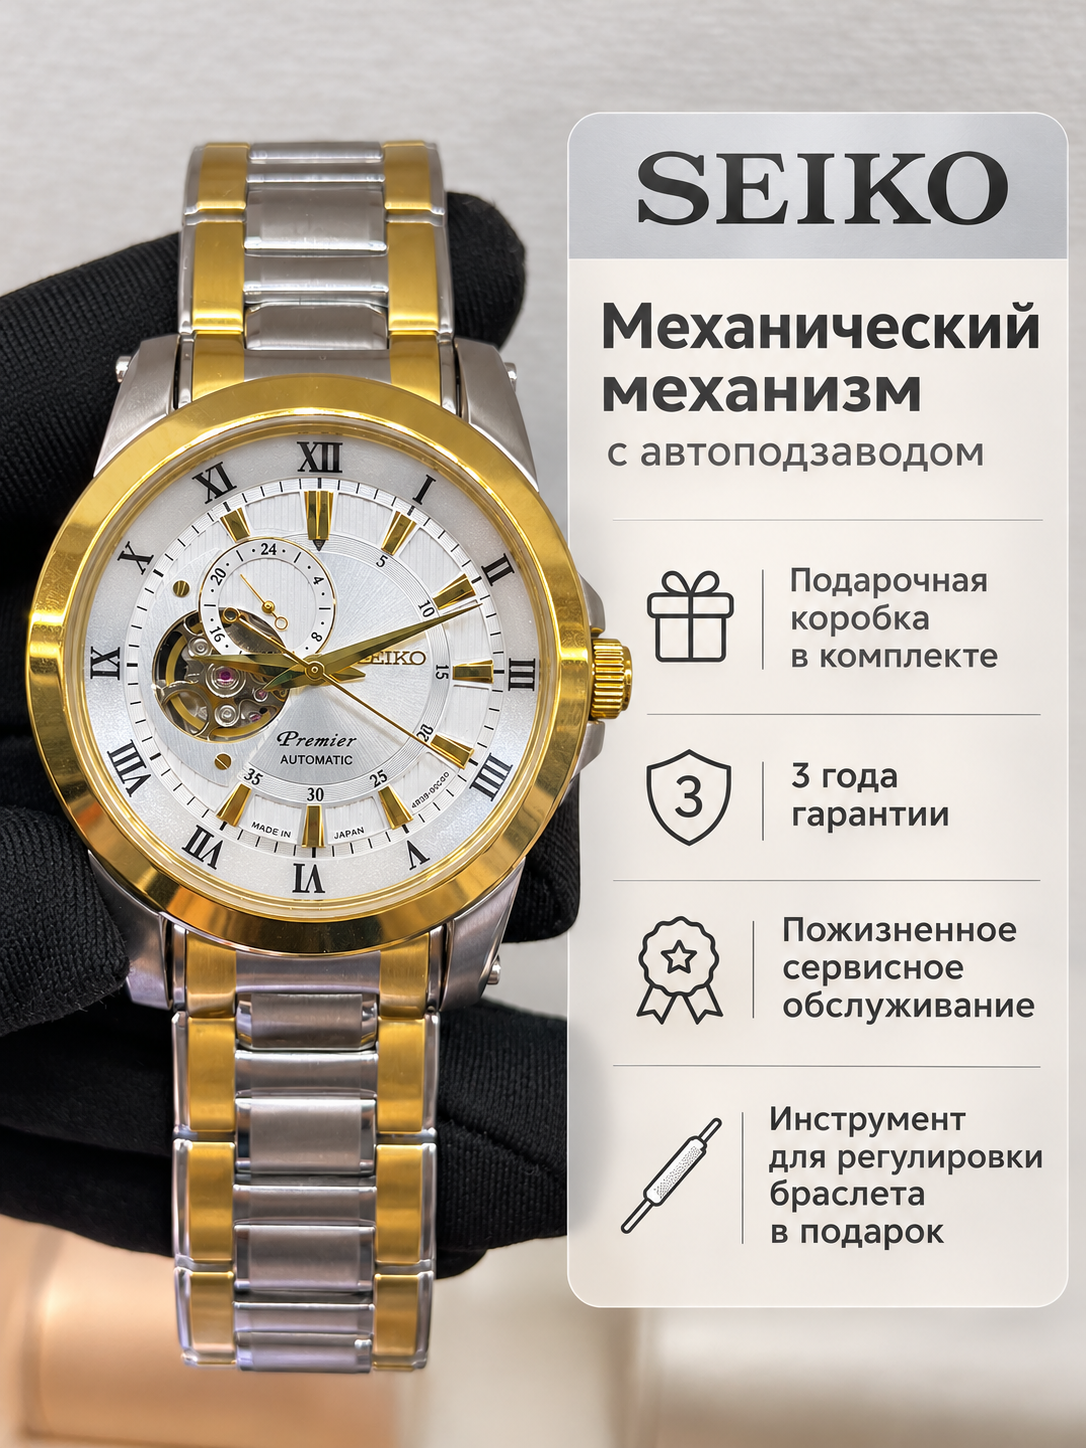 SEIKO
Механический
механизм
с автоподзаводом
Подарочная
коробка
в комплекте
3
3 года
гарантии
Пожизненное
сервисное
обслуживание
Инструмент
для регулировки
браслета
в подарок
XII
I
II
III
IIII
V
VI
VII
VIII
IX
X
XI
5
10
15
20
25
30
35
24
4
8
16
20
SEIKO
Premier
AUTOMATIC
MADE IN JAPAN